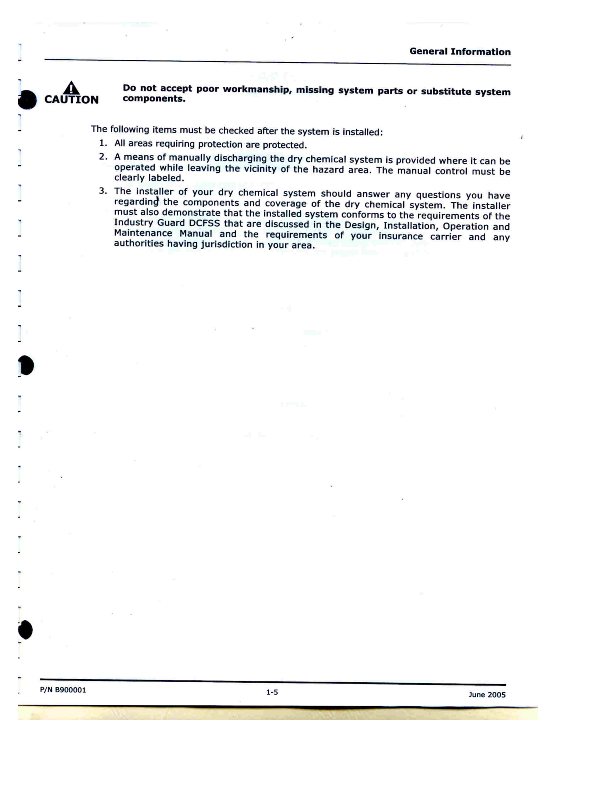 General Information
CAUTION
Do not accept poor workmanship, missing system parts or substitute system
components.
The following items must be checked after the system is installed:
1. All areas requiring protection are protected.
2. A means of manually discharging the dry chemical system is provided where it can be
operated while leaving the vicinity of the hazard area. The manual control must be
clearly labeled.
3. The installer of your dry chemical system should answer any questions you have
regarding the components and coverage of the dry chemical system. The installer
must also demonstrate that the installed system conforms to the requirements of the
Industry Guard DCFSS that are discussed in the Design, Installation, Operation and
Maintenance Manual and the requirements of your insurance carrier and any
authorities having jurisdiction in your area.
P/N B900001
1-5
June 2005